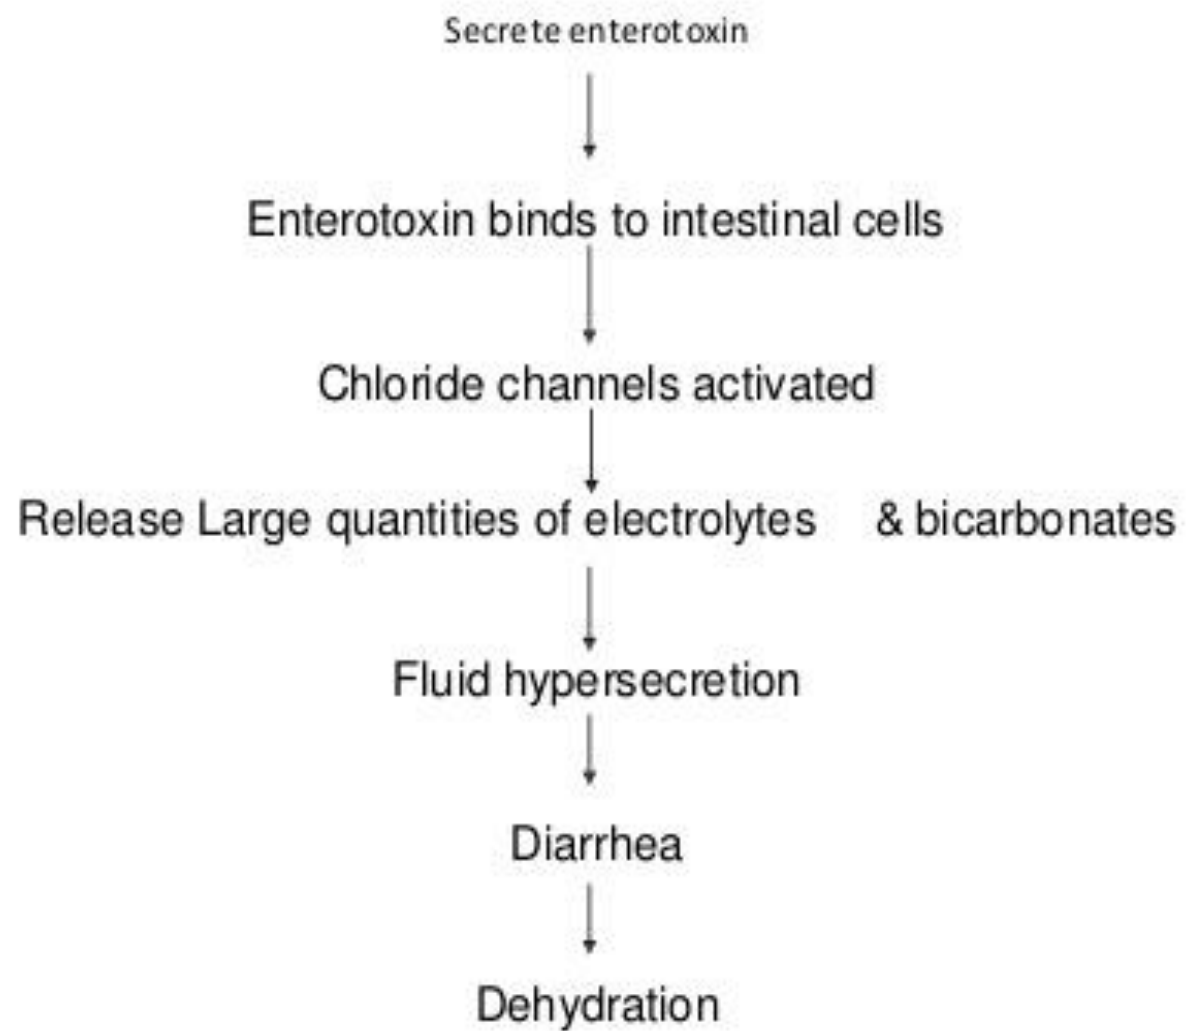 Secrete enterotoxin
Enterotoxin binds to intestinal cells
Chloride channels activated
Release Large quantities of electrolytes & bicarbonates
Fluid hypersecretion
Diarrhea
Dehydration